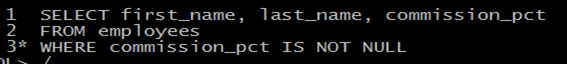 1 SELECT first_name, last_name, commission_pct
2 FROM employees
3* WHERE commission_pct IS NOT NULL